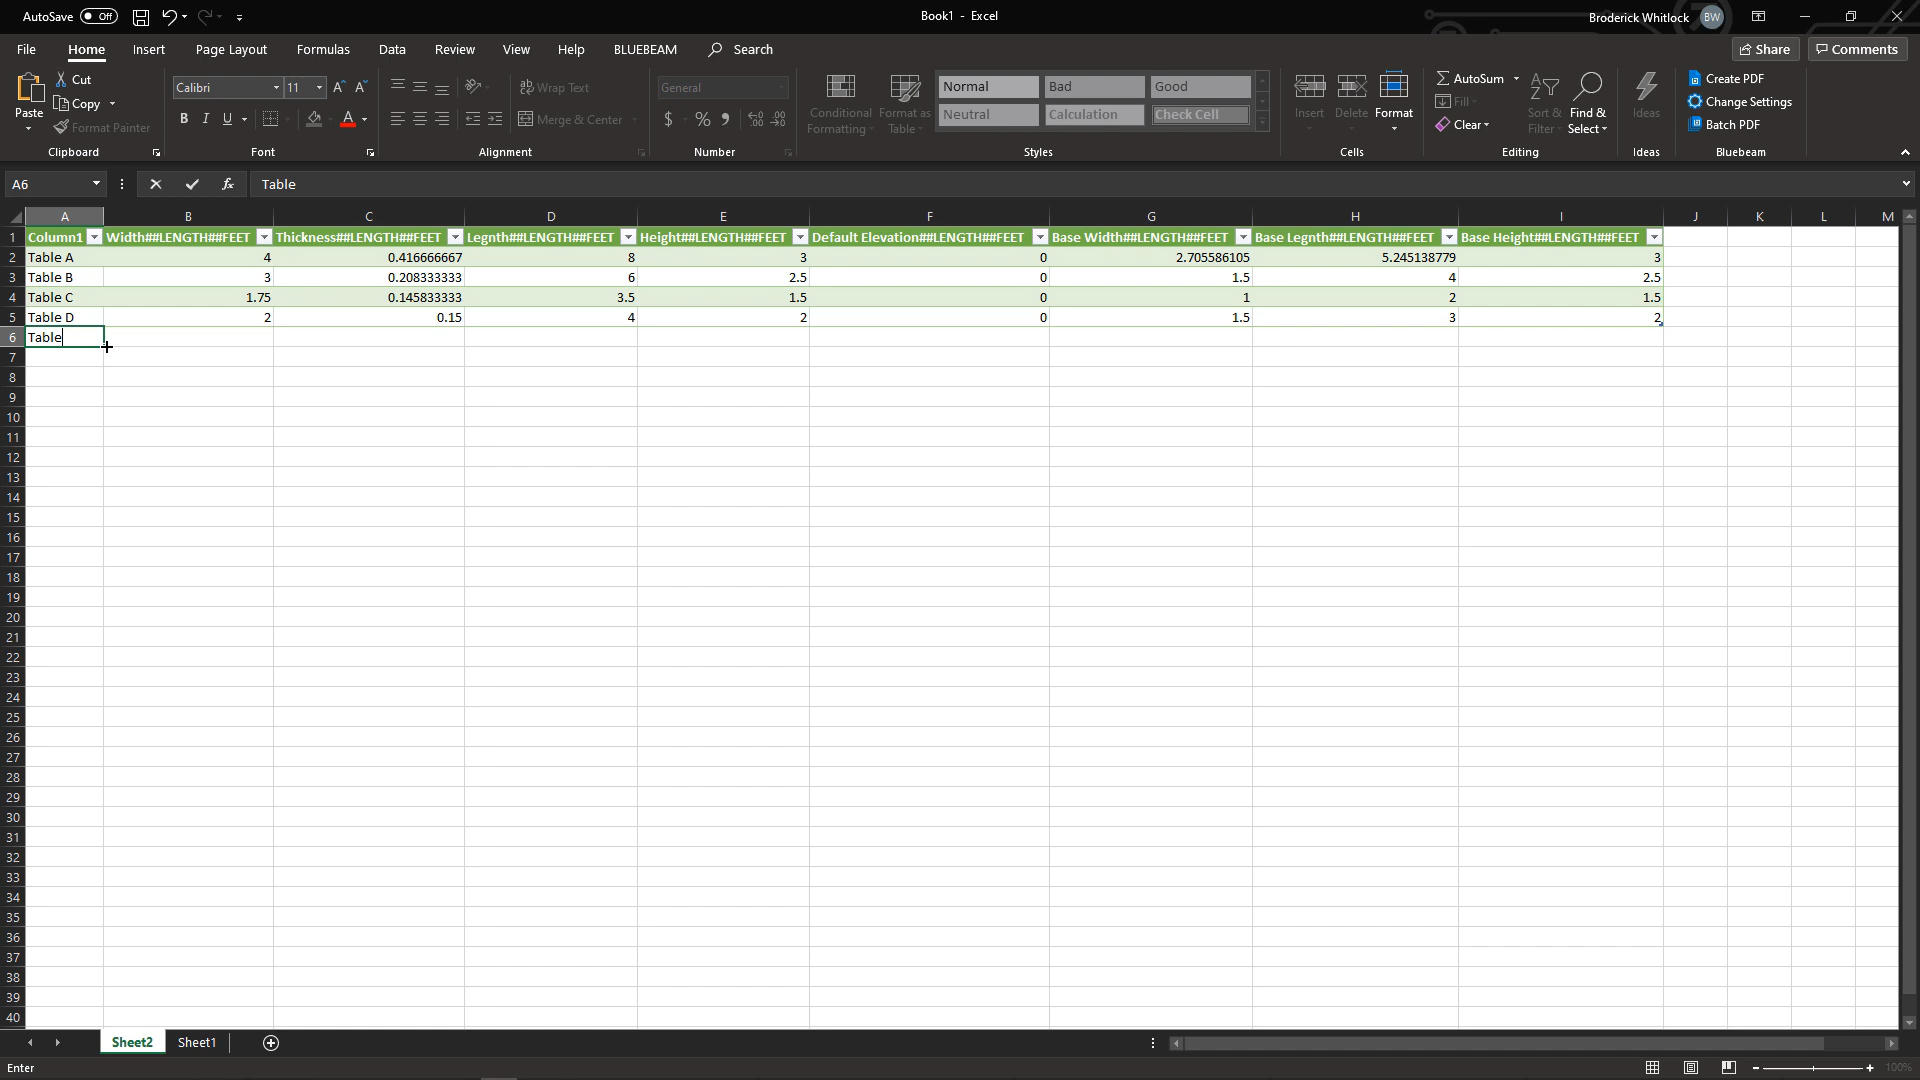 AutoSave Off Book1 - Excel Broderick Whitlock BW
File Home Insert Page Layout Formulas Data Review View Help BLUEBEAM Search Share Comments
Paste Cut Copy Format Painter Clipboard
Calibri 11 A A B I U A Font
ab Wrap Text Merge & Center Alignment
General $ % 9 .00 Number
Conditional Formatting Format as Table Normal Bad Good Neutral Calculation Check Cell Styles
Insert Delete Format Cells
AutoSum Fill Clear Sort & Filter Find & Select Editing
Ideas Ideas
Create PDF Change Settings Batch PDF Bluebeam
A6 fx Table
A B C D E F G H I J K L M
1 Column1 Width##LENGTH##FEET Thickness##LENGTH##FEET Legnth##LENGTH##FEET Height##LENGTH##FEET Default Elevation##LENGTH##FEET Base Width##LENGTH##FEET Base Legnth##LENGTH##FEET Base Height##LENGTH##FEET
2 Table A 4 0.416666667 8 3 0 2.705586105 5.245138779 3
3 Table B 3 0.208333333 6 2.5 0 1.5 4 2.5
4 Table C 1.75 0.145833333 3.5 1.5 0 1 2 1.5
5 Table D 2 0.15 4 2 0 1.5 3 2
6 Table
7
8
9
10
11
12
13
14
15
16
17
18
19
20
21
22
23
24
25
26
27
28
29
30
31
32
33
34
35
36
37
38
39
40
Sheet2 Sheet1
Enter 100%